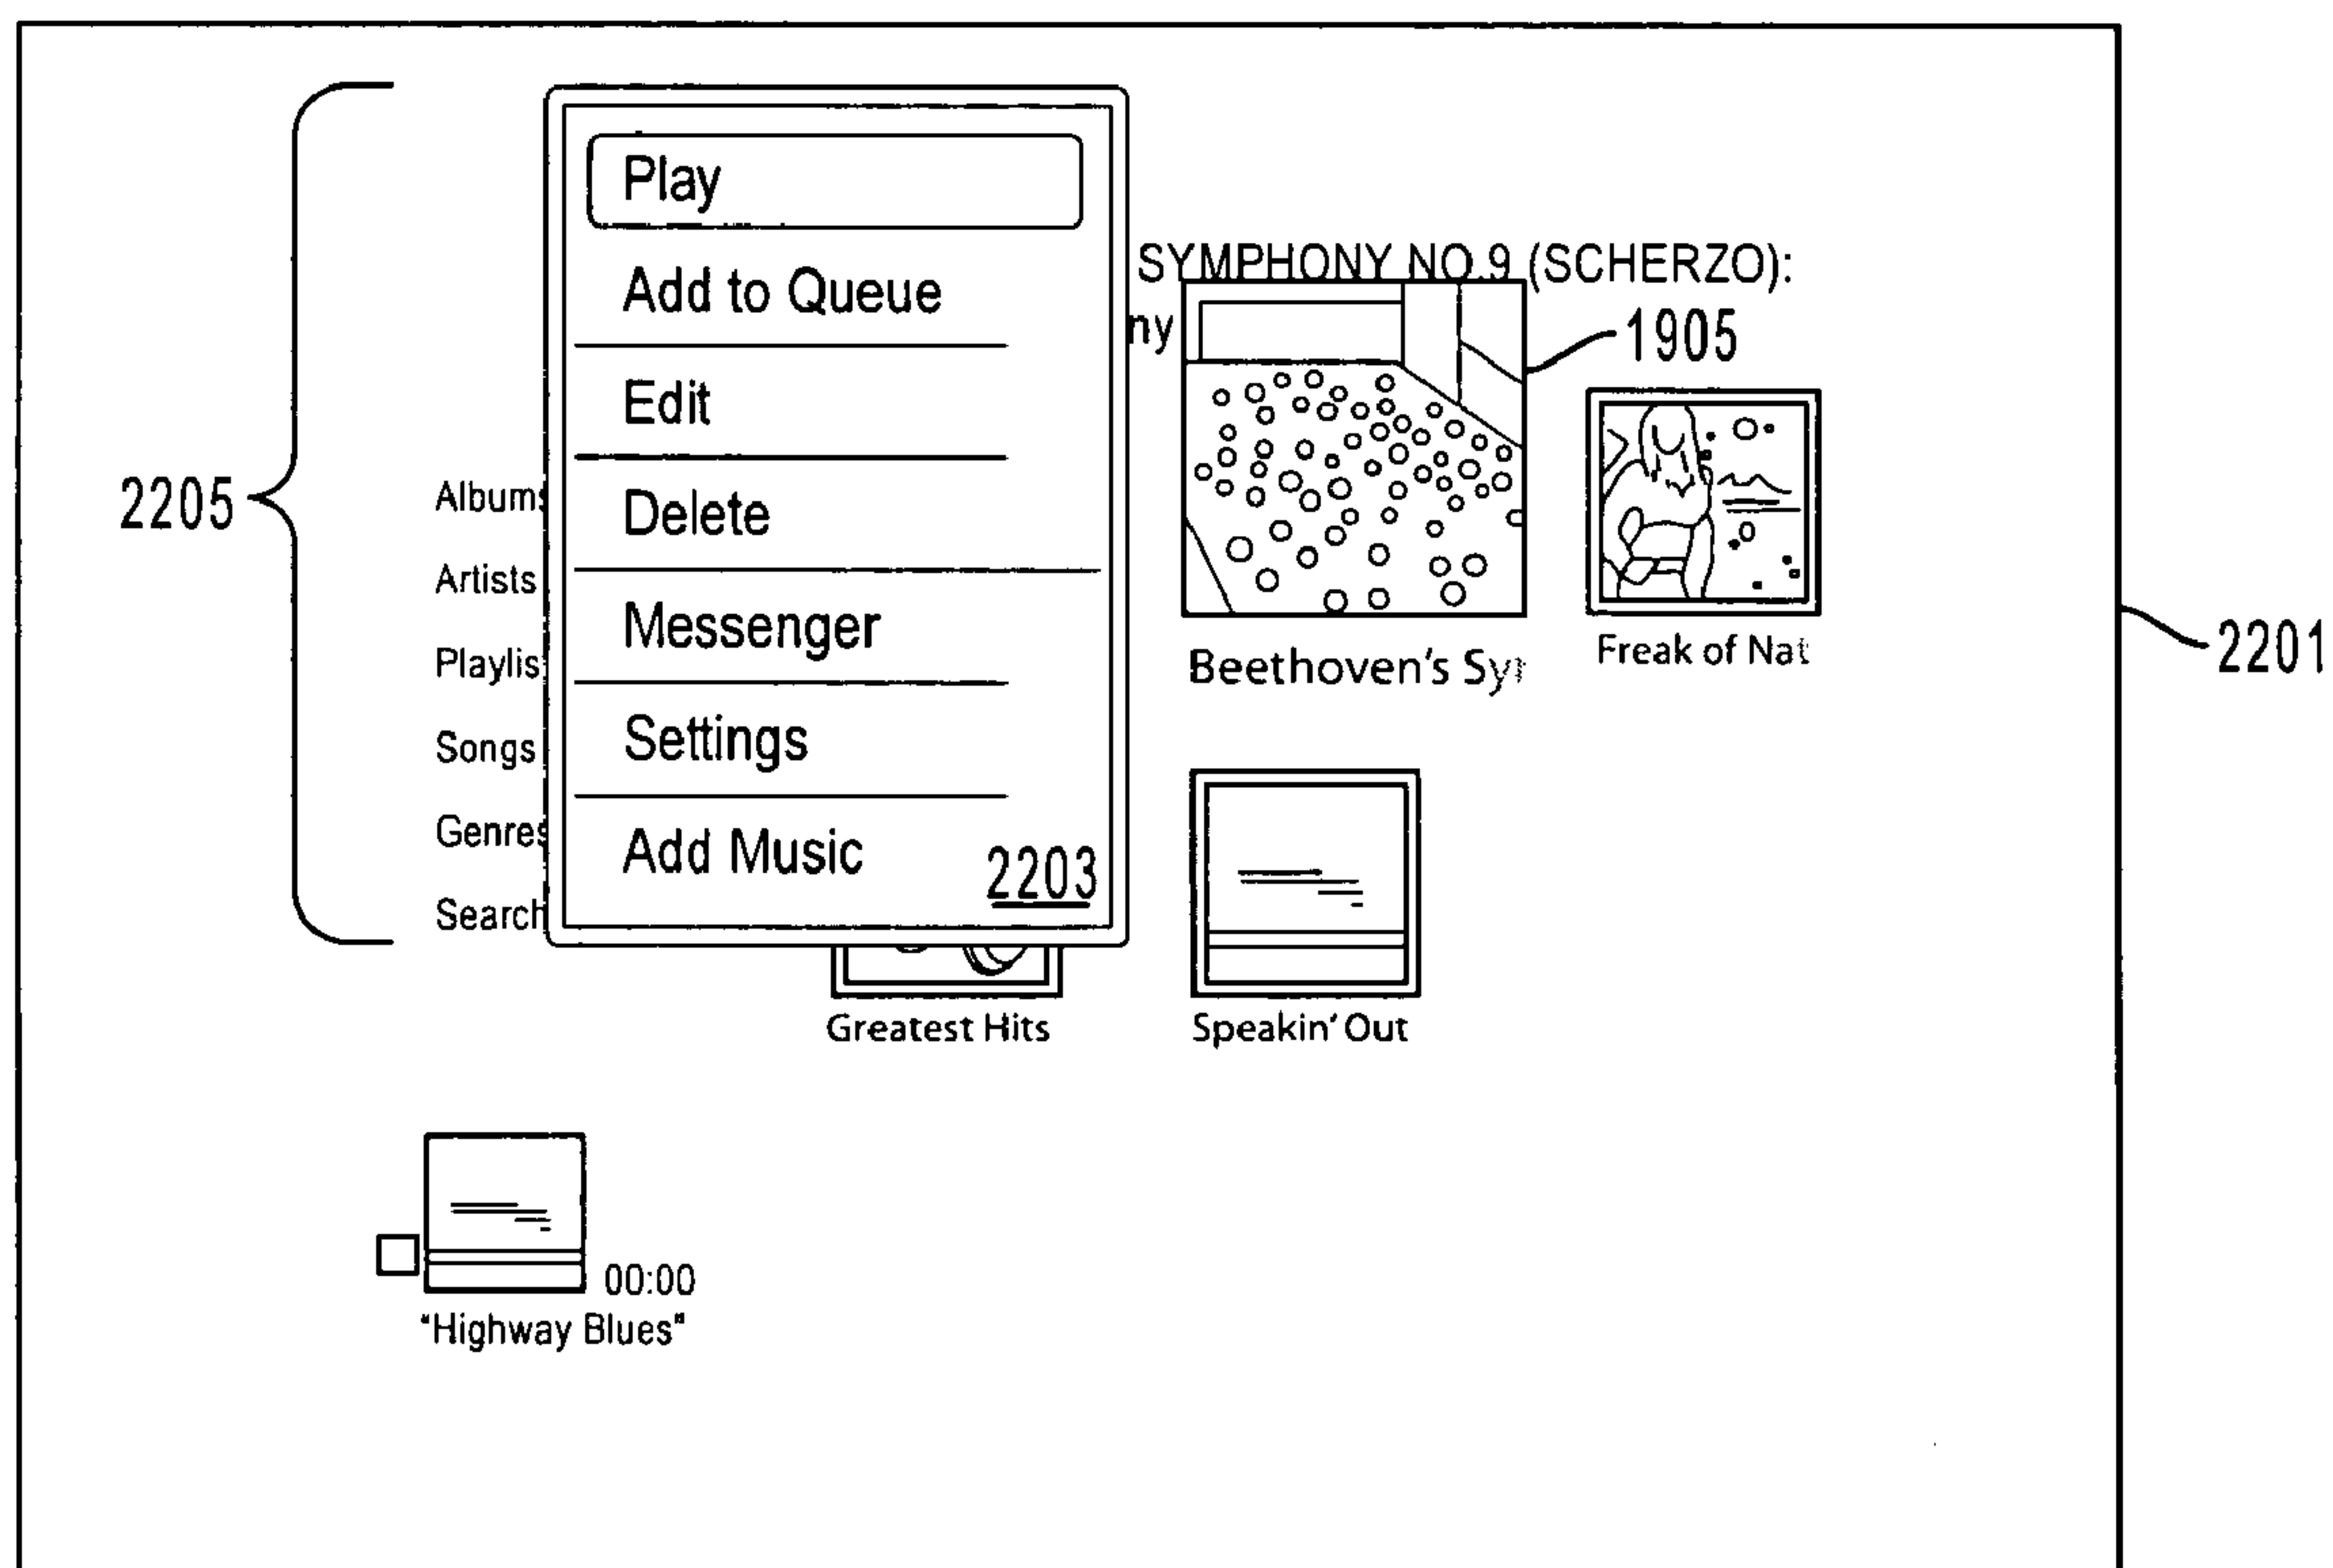 Play
Add to Queue
SYMPHONY NO.9 (SCHERZO):
ny
1905
Edit
2205
Album
Delete
Artists
Messenger
2201
Playlis
Beethoven's Sy
Freak of Nat
Settings
Songs
Genres
Add Music
2203
Search
Greatest Hits
Speakin' Out
00:00
"Highway Blues"